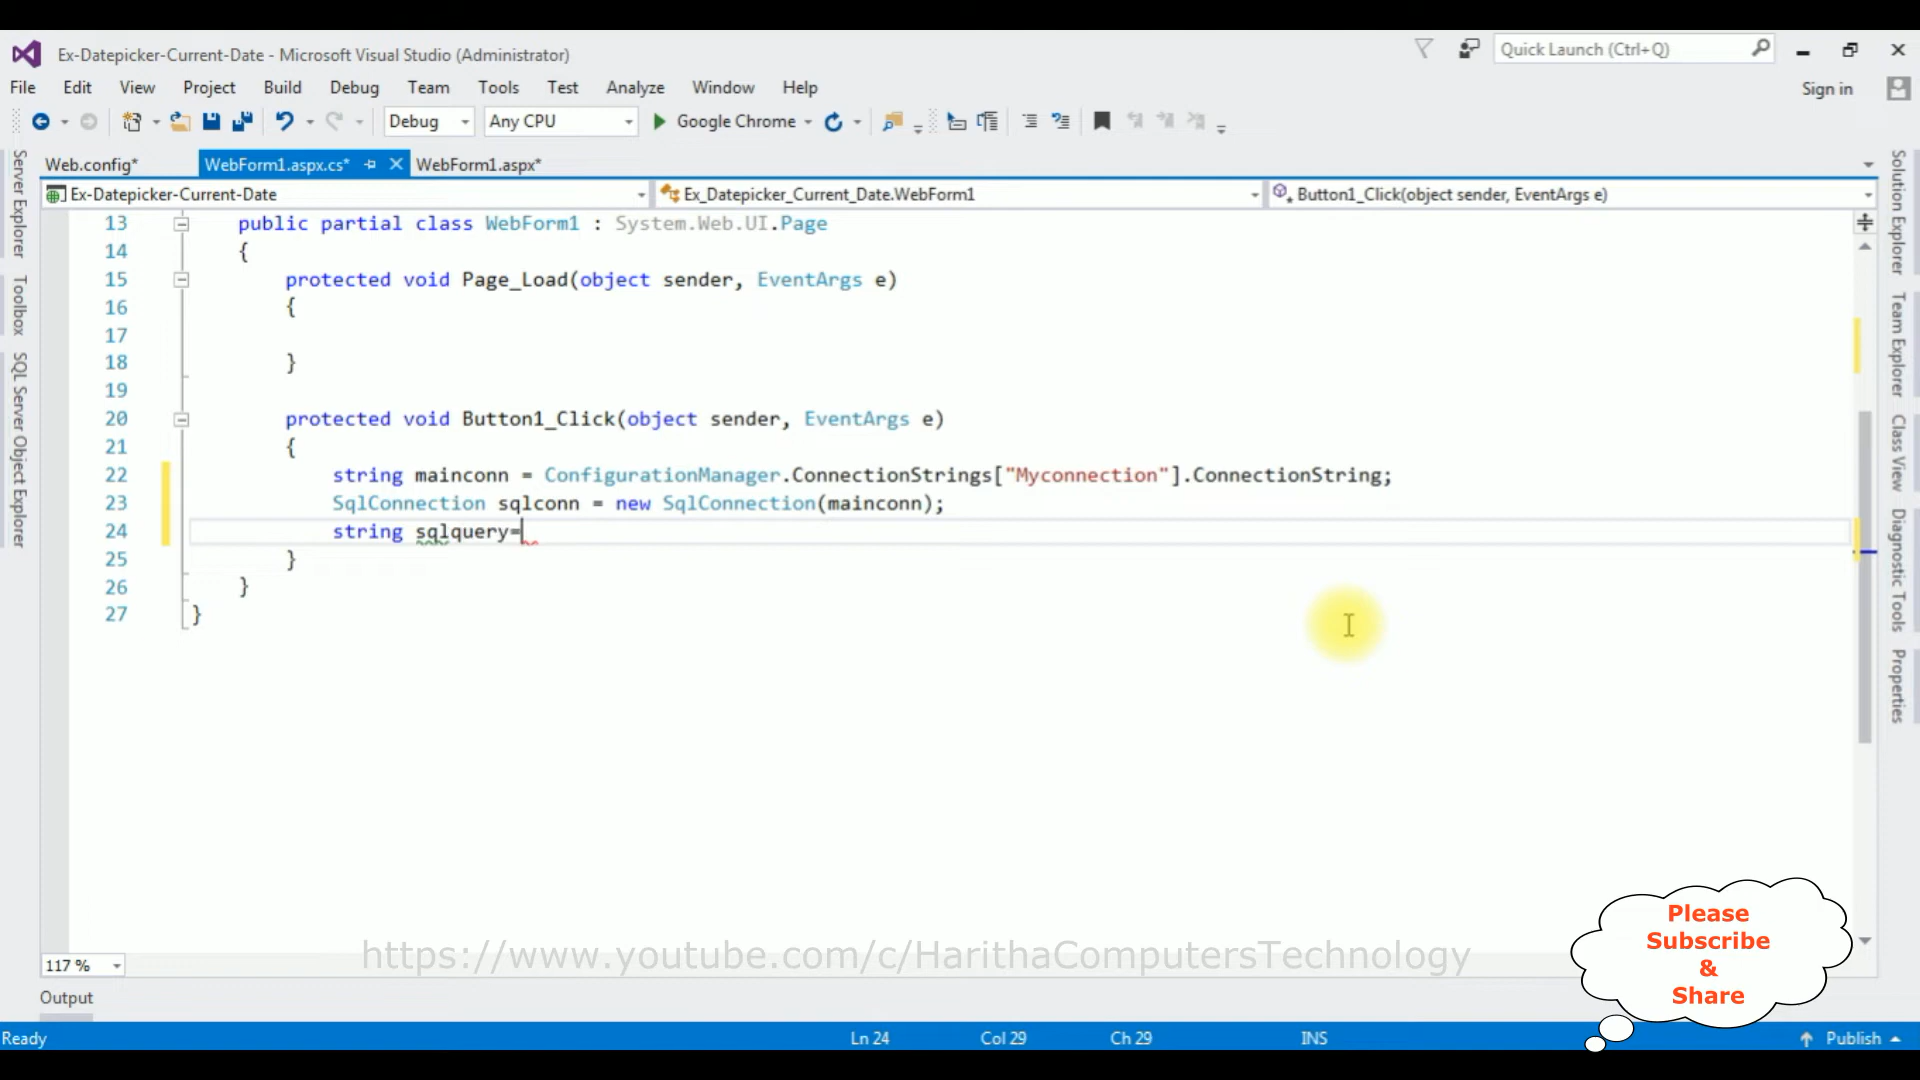 Ex-Datepicker-Current-Date - Microsoft Visual Studio (Administrator)
Quick Launch (Ctrl+Q)
File Edit View Project Build Debug Team Tools Test Analyze Window Help
Sign in
Debug Any CPU Google Chrome
Web.config* WebForm1.aspx.cs* WebForm1.aspx*
Ex-Datepicker-Current-Date Ex_Datepicker_Current_Date.WebForm1 Button1_Click(object sender, EventArgs e)
Server Explorer
Toolbox
SQL Server Object Explorer
13 public partial class WebForm1 : System.Web.UI.Page
14 {
15 protected void Page_Load(object sender, EventArgs e)
16 {
17
18 }
19
20 protected void Button1_Click(object sender, EventArgs e)
21 {
22 string mainconn = ConfigurationManager.ConnectionStrings["Myconnection"].ConnectionString;
23 SqlConnection sqlconn = new SqlConnection(mainconn);
24 string sqlquery=
25 }
26 }
27 }
Solution Explorer
Team Explorer
Class View
Diagnostic Tools
Properties
https://www.youtube.com/c/HarithaComputersTechnology
Please
Subscribe
&
Share
117 %
Output
Ready Ln 24 Col 29 Ch 29 INS Publish